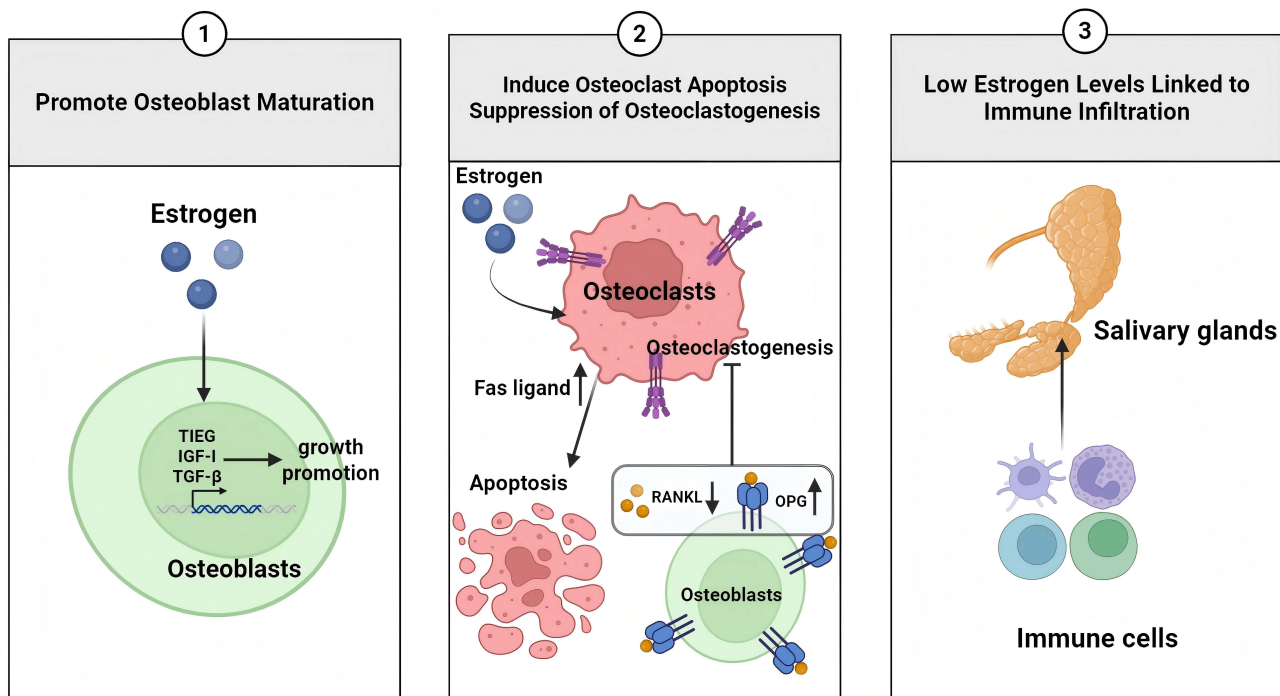 1
Promote Osteoblast Maturation
Estrogen
TIEG
IGF-I
TGF-β
growth
promotion
Osteoblasts
2
Induce Osteoclast Apoptosis
Suppression of Osteoclastogenesis
Estrogen
Osteoclasts
Osteoclastogenesis
Fas ligand
Apoptosis
RANKL
OPG
Osteoblasts
3
Low Estrogen Levels Linked to
Immune Infiltration
Salivary glands
Immune cells